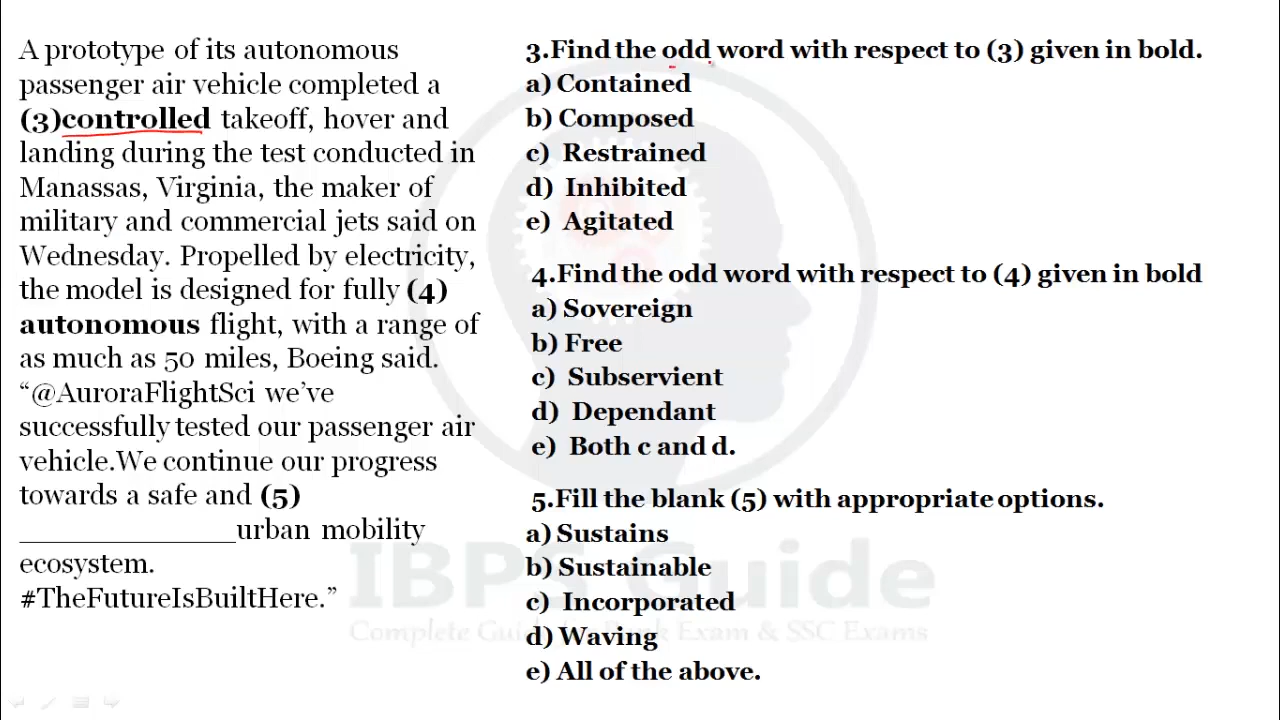 A prototype of its autonomous
passenger air vehicle completed a
(3)controlled takeoff, hover and
landing during the test conducted in
Manassas, Virginia, the maker of
military and commercial jets said on
Wednesday. Propelled by electricity,
the model is designed for fully (4)
autonomous flight, with a range of
as much as 50 miles, Boeing said.
“@AuroraFlightSci we’ve
successfully tested our passenger air
vehicle.We continue our progress
towards a safe and (5)
_______________urban mobility
ecosystem.
#TheFutureIsBuiltHere.”
3.Find the odd word with respect to (3) given in bold.
a) Contained
b) Composed
c) Restrained
d) Inhibited
e) Agitated
4.Find the odd word with respect to (4) given in bold
a) Sovereign
b) Free
c) Subservient
d) Dependant
e) Both c and d.
5.Fill the blank (5) with appropriate options.
a) Sustains
b) Sustainable
c) Incorporated
d) Waving
e) All of the above.
IBPS Guide
Complete Guide for Bank Exam & SSC Exams